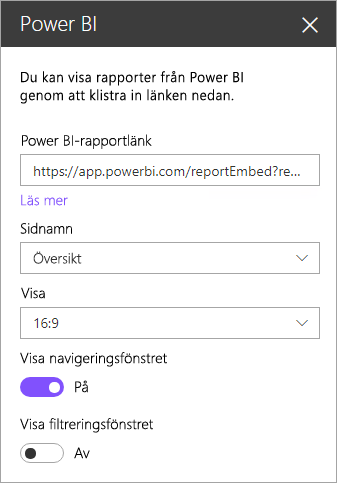 Power BI
Du kan visa rapporter från Power BI
genom att klistra in länken nedan.
Power BI-rapportlänk
https://app.powerbi.com/reportEmbed?re...
Läs mer
Sidnamn
Översikt
Visa
16:9
Visa navigeringsfönstret
På
Visa filtreringsfönstret
Av